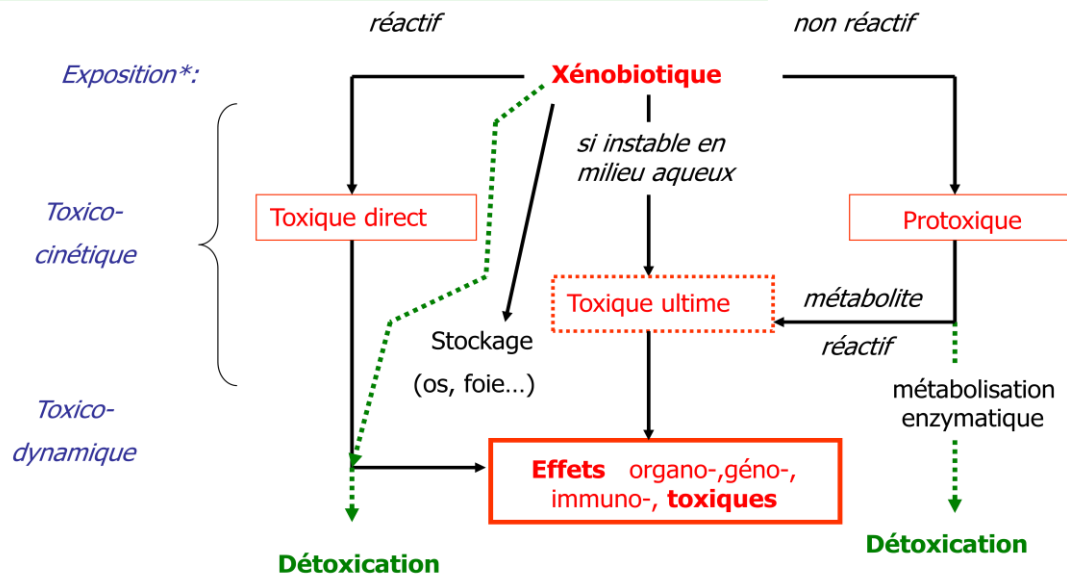 réactif
non réactif
Exposition*:
Xénobiotique
si instable en
milieu aqueux
Toxico-
cinétique
Toxique direct
Protoxique
Toxique ultime
métabolite
réactif
Stockage
(os, foie...)
métabolisation
enzymatique
Toxico-
dynamique
Effets organo-,géno-,
immuno-, toxiques
Détoxication
Détoxication